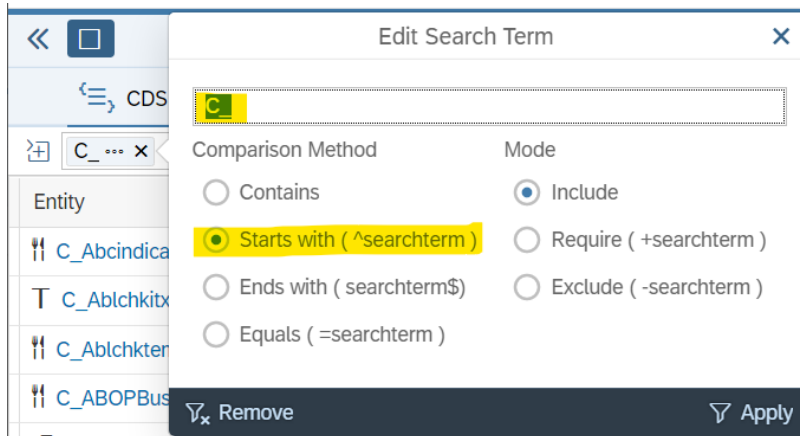 Edit Search Term
CDS
C_
C_ ···
Comparison Method
Mode
Contains
Include
Entity
Starts with ( ^searchterm )
Require ( +searchterm )
C_Abcindica
Ends with ( searchterm$)
Exclude ( -searchterm )
T C_Ablchkitx
Equals ( =searchterm )
C_Ablchkten
C_ABOPBus
Remove
Apply